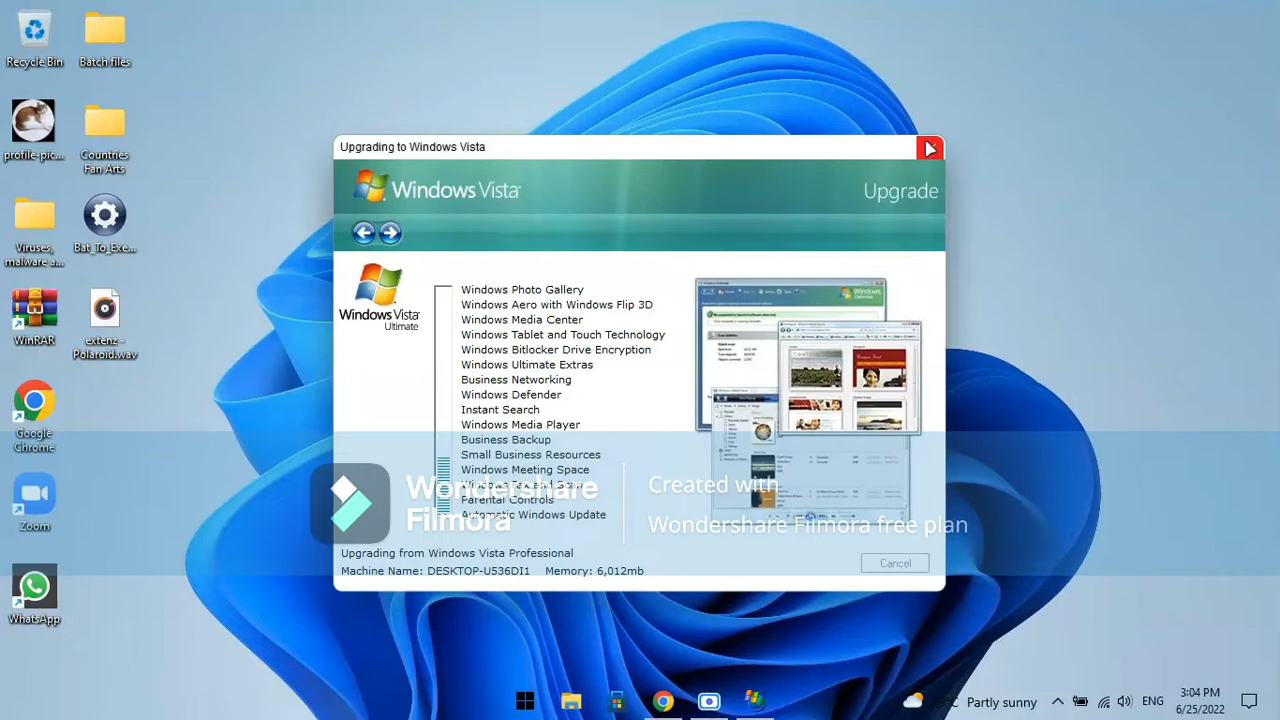 Recycle Bin
Batch files
profile-pic...
Countries
Fan Arts
Viruses,
malware a...
Bat_To_Exe...
Exterior
Polaroid.wav
Google
Chrome
Zoom
WhatsApp
Upgrading to Windows Vista
Windows Vista
Upgrade
Windows Vista
Ultimate
Windows Photo Gallery
Windows Aero with Windows Flip 3D
Windows Media Center
Windows Tablet and Touch Technology
Windows BitLocker Drive Encryption
Windows Ultimate Extras
Business Networking
Windows Defender
Instant Search
Windows Media Player
Business Backup
Small Business Resources
Windows Meeting Space
Parental Controls
Automatic Windows Update
Wondershare
Filmora
Created with
Wondershare Filmora free plan
Upgrading from Windows Vista Professional
Machine Name: DESKTOP-U536DI1 Memory: 6,012mb
Cancel
Partly sunny
ENG
3:04 PM
6/25/2022